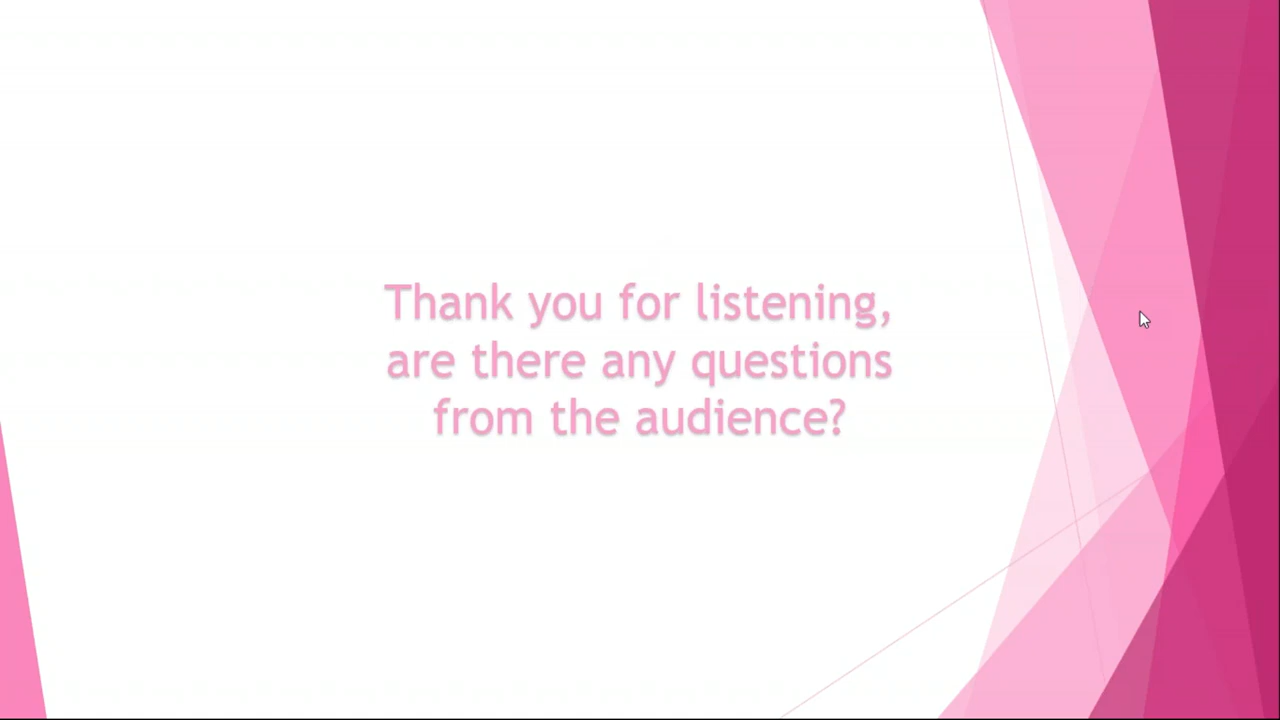 Thank you for listening,
are there any questions
from the audience?